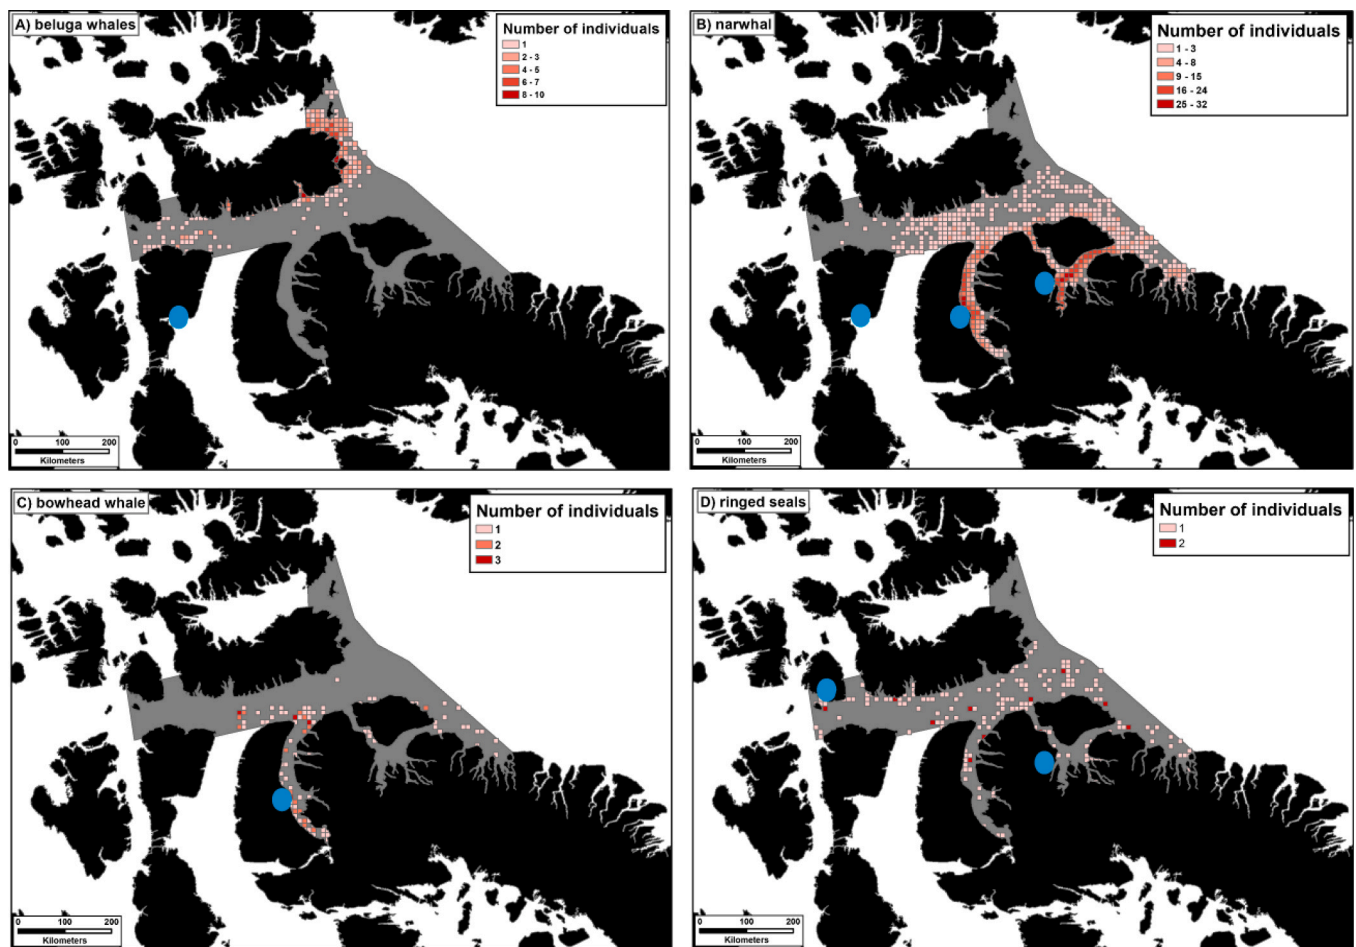 A) beluga whales
Number of individuals
1
2 - 3
4 - 5
6 - 7
8 - 10
0 100 200
Kilometers
B) narwhal
Number of individuals
1 - 3
4 - 8
9 - 15
16 - 24
25 - 32
0 100 200
Kilometers
C) bowhead whale
Number of individuals
1
2
3
0 100 200
Kilometers
D) ringed seals
Number of individuals
1
2
0 100 200
Kilometers